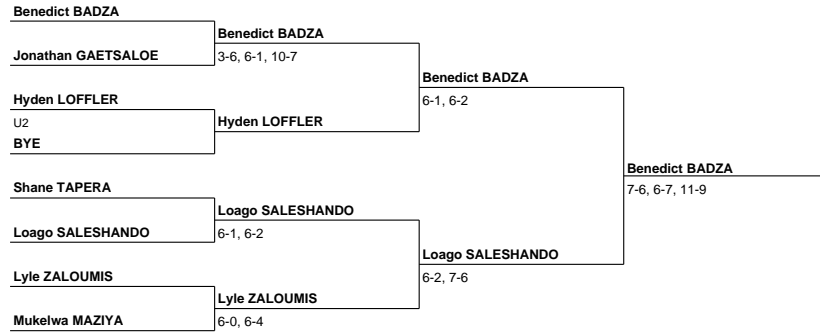 Benedict BADZA
Jonathan GAETSALOE
Hyden LOFFLER
U2
BYE
Shane TAPERA
Loago SALESHANDO
Lyle ZALOUMIS
Mukelwa MAZIYA
Benedict BADZA
3-6, 6-1, 10-7
Hyden LOFFLER
Loago SALESHANDO
6-1, 6-2
Lyle ZALOUMIS
6-0, 6-4
Benedict BADZA
6-1, 6-2
Loago SALESHANDO
6-2, 7-6
Benedict BADZA
7-6, 6-7, 11-9